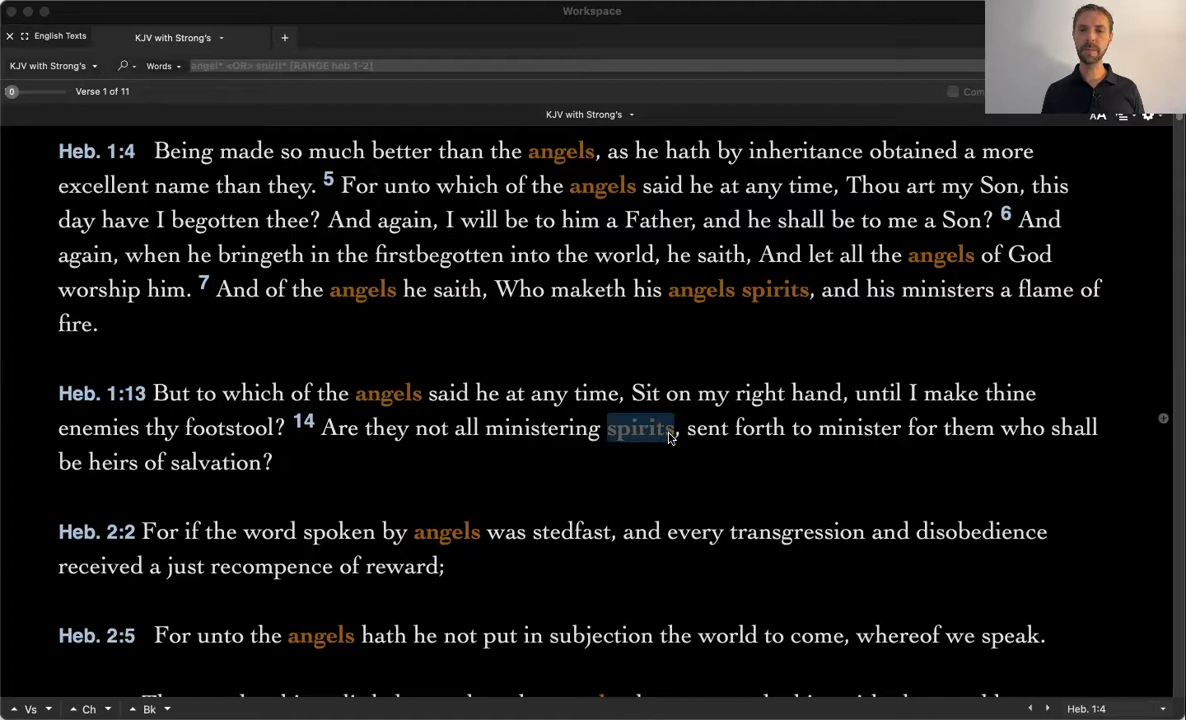 Workspace
English Texts
KJV with Strong's
+
KJV with Strong's
Words
angel* <OR> spirit* [RANGE heb 1-2]
0
Verse 1 of 11
Com
KJV with Strong's
AA
Heb. 1:4 Being made so much better than the angels, as he hath by inheritance obtained a more
excellent name than they. 5 For unto which of the angels said he at any time, Thou art my Son, this
day have I begotten thee? And again, I will be to him a Father, and he shall be to me a Son? 6 And
again, when he bringeth in the firstbegotten into the world, he saith, And let all the angels of God
worship him. 7 And of the angels he saith, Who maketh his angels spirits, and his ministers a flame of
fire.
Heb. 1:13 But to which of the angels said he at any time, Sit on my right hand, until I make thine
enemies thy footstool? 14 Are they not all ministering spirits, sent forth to minister for them who shall
be heirs of salvation?
Heb. 2:2 For if the word spoken by angels was stedfast, and every transgression and disobedience
received a just recompence of reward;
Heb. 2:5 For unto the angels hath he not put in subjection the world to come, whereof we speak.
Vs
Ch
Bk
Heb. 1:4